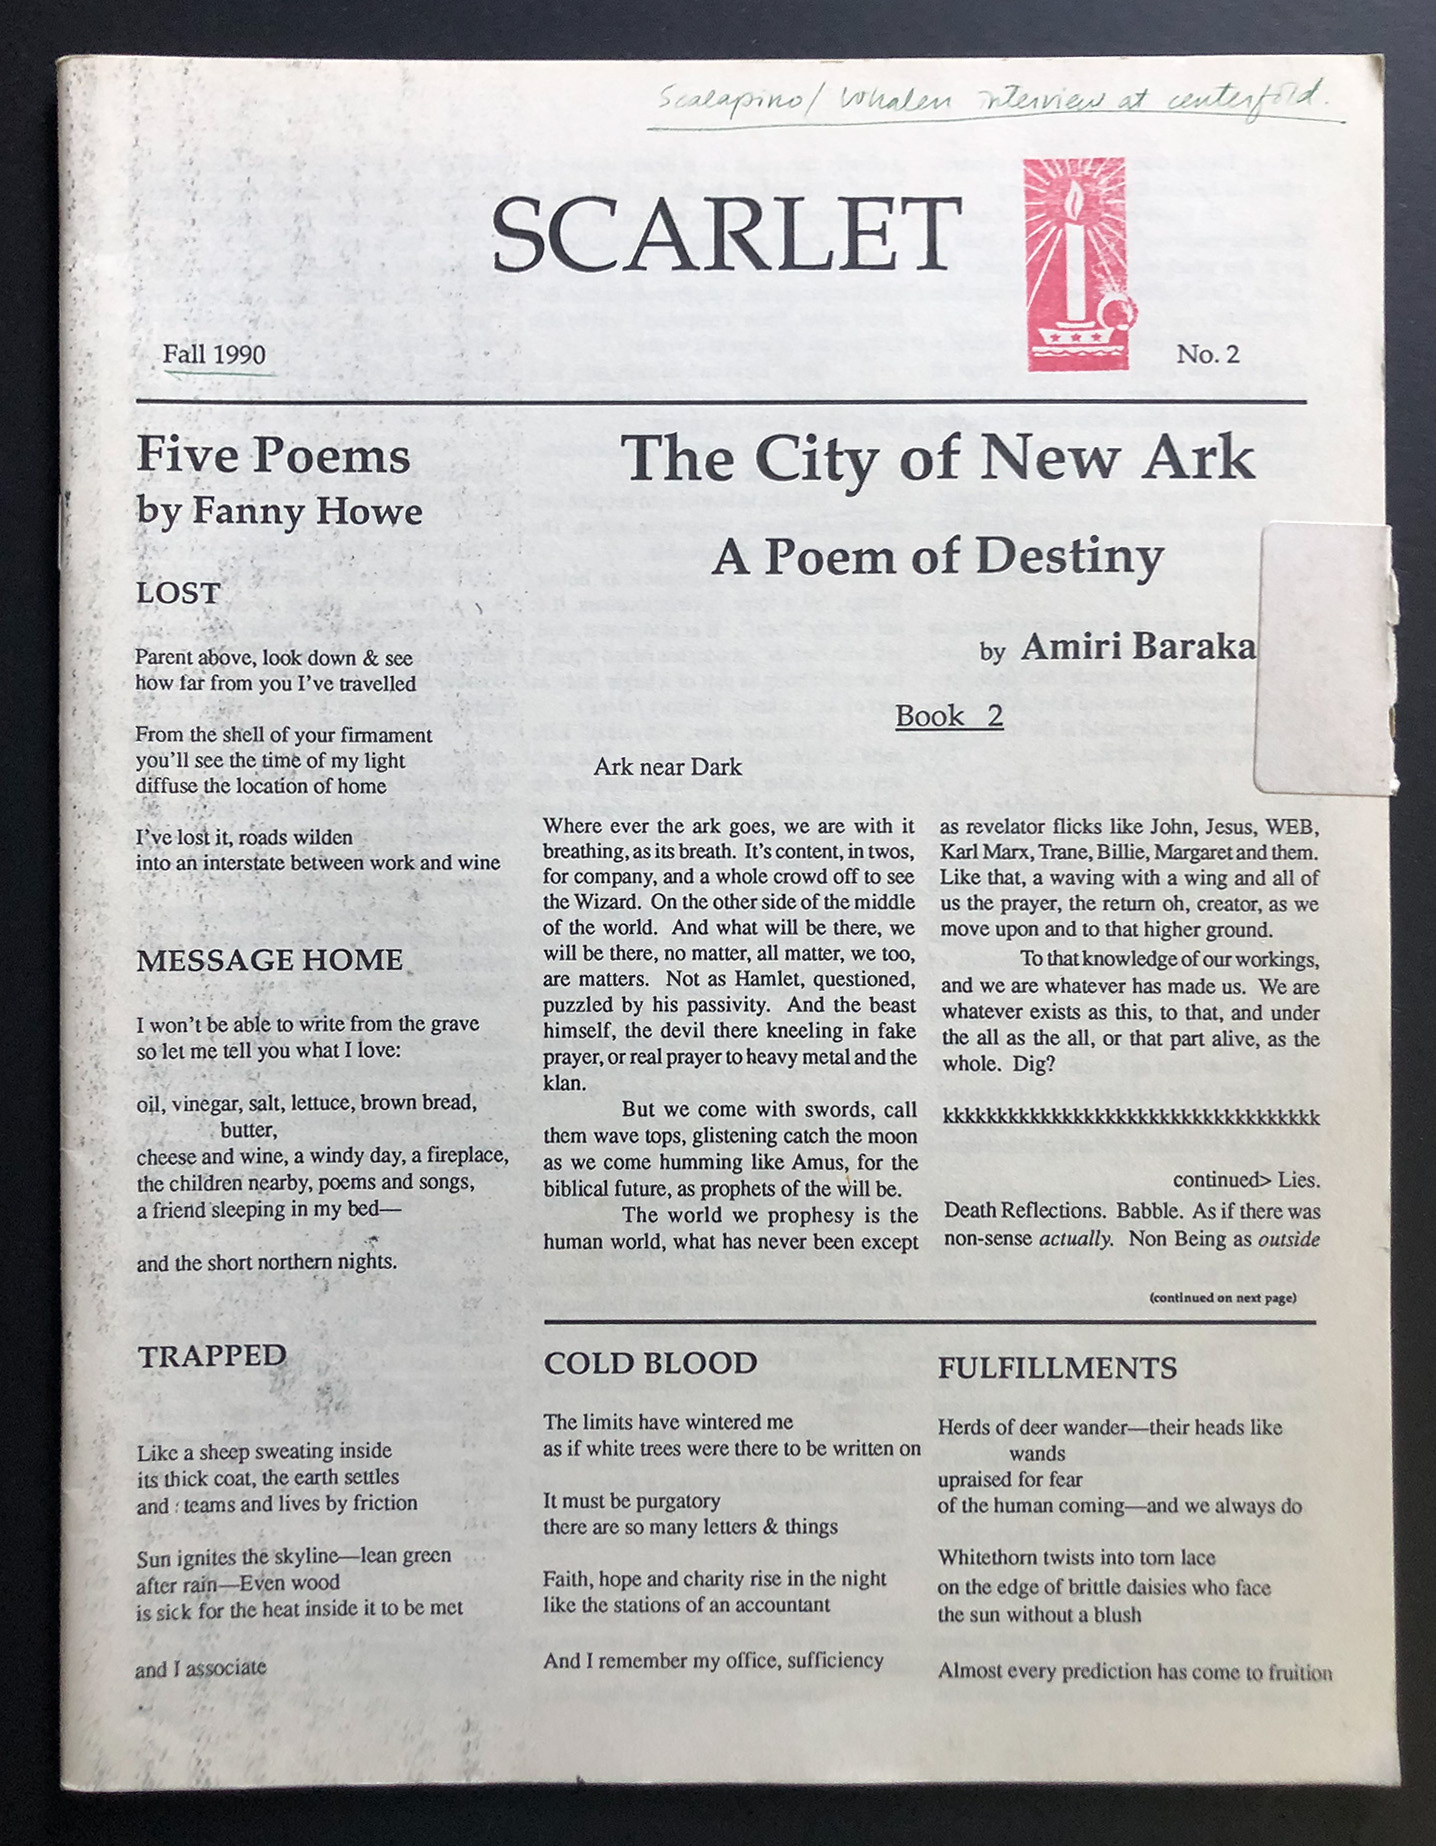 Scalapino/ Whalen interview at centerfold.
SCARLET
Fall 1990
No. 2
Five Poems
by Fanny Howe
LOST
Parent above, look down & see
how far from you I've travelled
From the shell of your firmament
you'll see the time of my light
diffuse the location of home
I've lost it, roads wilden
into an interstate between work and wine
MESSAGE HOME
I won't be able to write from the grave
so let me tell you what I love:
oil, vinegar, salt, lettuce, brown bread,
butter,
cheese and wine, a windy day, a fireplace,
the children nearby, poems and songs,
a friend sleeping in my bed—
and the short northern nights.
TRAPPED
Like a sheep sweating inside
its thick coat, the earth settles
and teams and lives by friction
Sun ignites the skyline—lean green
after rain—Even wood
is sick for the heat inside it to be met
and I associate
The City of New Ark
A Poem of Destiny
by Amiri Baraka
Book 2
Ark near Dark
Where ever the ark goes, we are with it
breathing, as its breath. It's content, in twos,
for company, and a whole crowd off to see
the Wizard. On the other side of the middle
of the world. And what will be there, we
will be there, no matter, all matter, we too,
are matters. Not as Hamlet, questioned,
puzzled by his passivity. And the beast
himself, the devil there kneeling in fake
prayer, or real prayer to heavy metal and the
klan.
But we come with swords, call
them wave tops, glistening catch the moon
as we come humming like Amus, for the
biblical future, as prophets of the will be.
The world we prophesy is the
human world, what has never been except
as revelator flicks like John, Jesus, WEB,
Karl Marx, Trane, Billie, Margaret and them.
Like that, a waving with a wing and all of
us the prayer, the return oh, creator, as we
move upon and to that higher ground.
To that knowledge of our workings,
and we are whatever has made us. We are
whatever exists as this, to that, and under
the all as the all, or that part alive, as the
whole. Dig?
kkkkkkkkkkkkkkkkkkkkkkkkkkkkkkkkkkk
continued> Lies.
Death Reflections. Babble. As if there was
non-sense actually. Non Being as outside
(continued on next page)
COLD BLOOD
The limits have wintered me
as if white trees were there to be written on
It must be purgatory
there are so many letters & things
Faith, hope and charity rise in the night
like the stations of an accountant
And I remember my office, sufficiency
FULFILLMENTS
Herds of deer wander—their heads like
wands
upraised for fear
of the human coming—and we always do
Whitethorn twists into torn lace
on the edge of brittle daisies who face
the sun without a blush
Almost every prediction has come to fruition